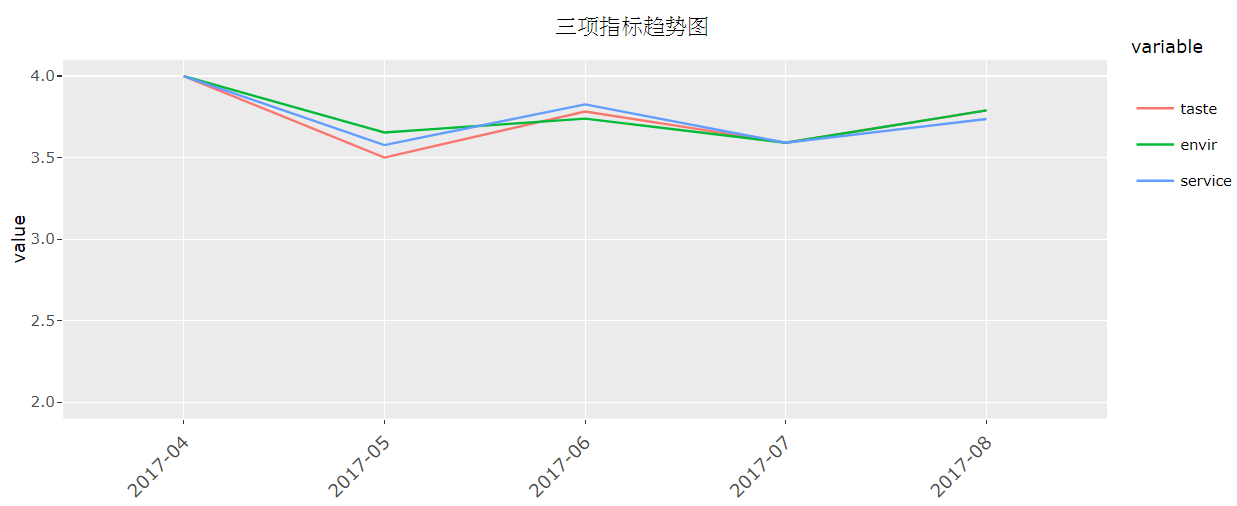 三项指标趋势图
variable
taste
envir
service
value
4.0
3.5
3.0
2.5
2.0
2017-04
2017-05
2017-06
2017-07
2017-08